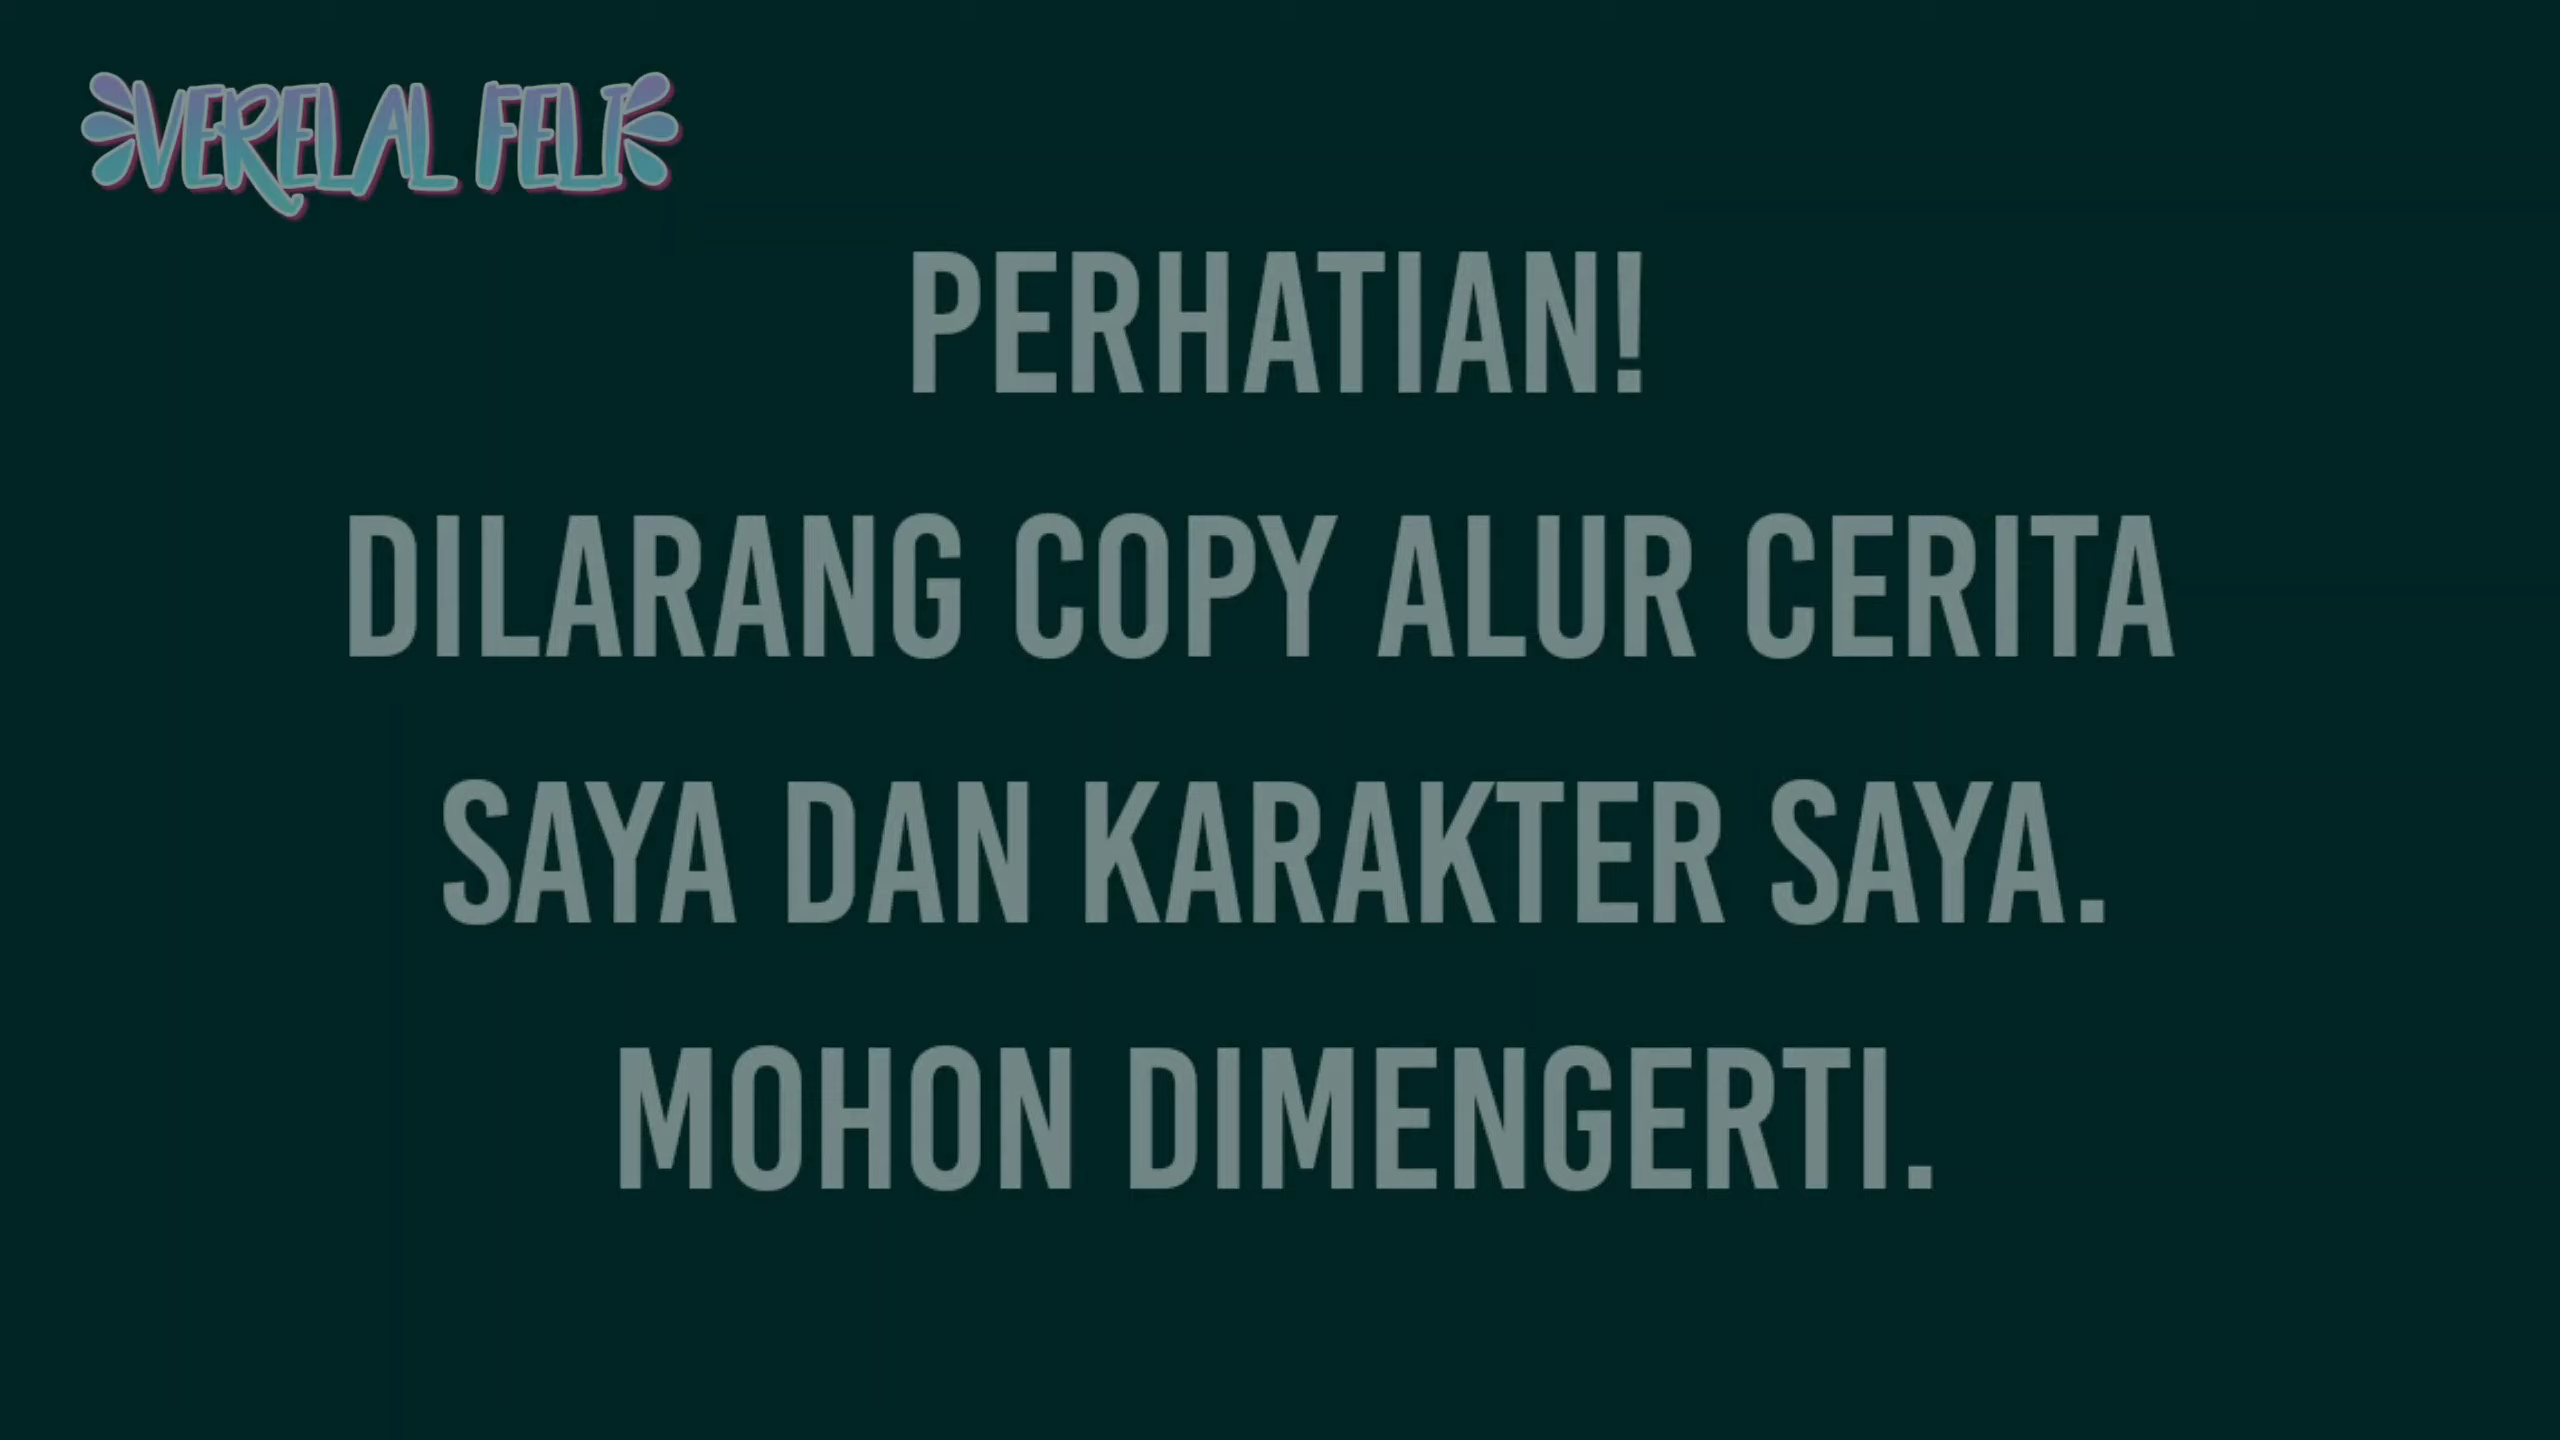 VERELAL FELI
PERHATIAN!
DILARANG COPY ALUR CERITA
SAYA DAN KARAKTER SAYA.
MOHON DIMENGERTI.